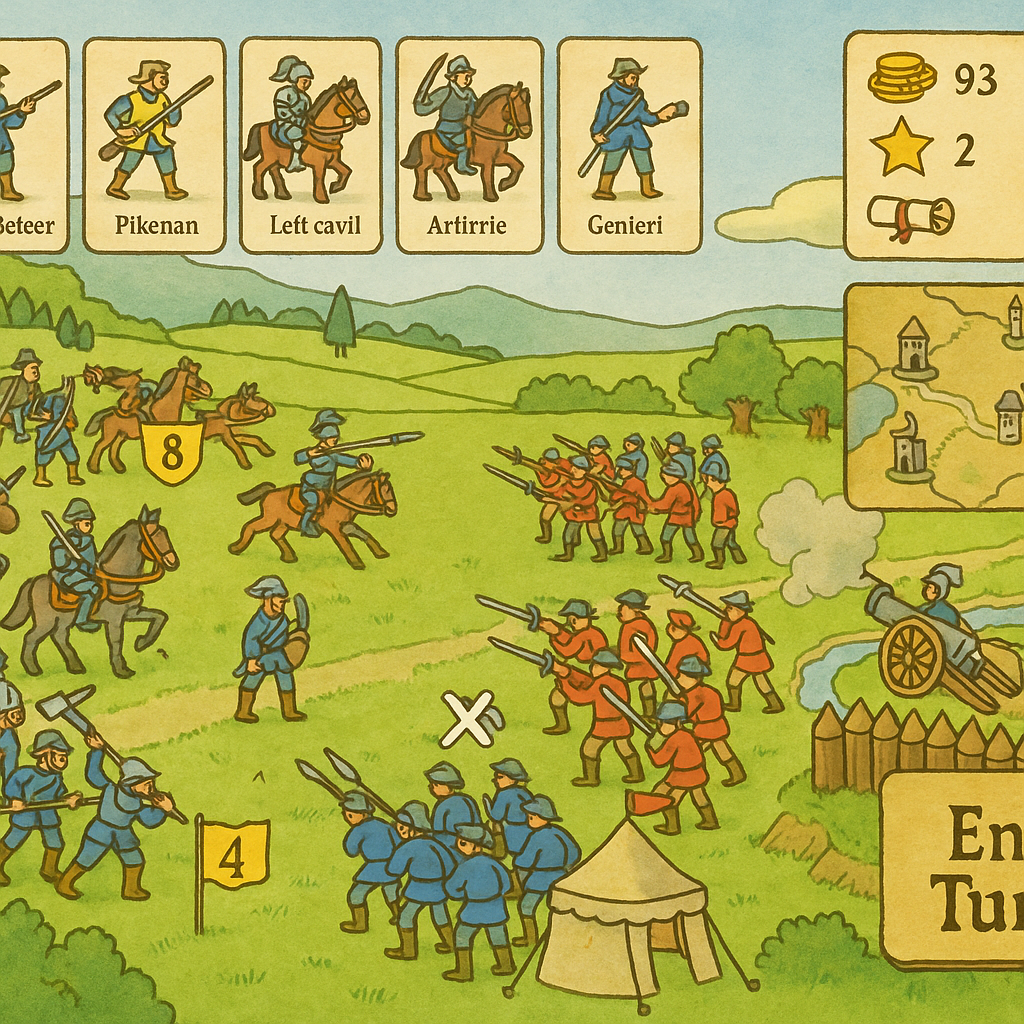 Beteer
Pikenan
Left cavil
Artirrie
Genieri
93
2
8
4
En
Tur